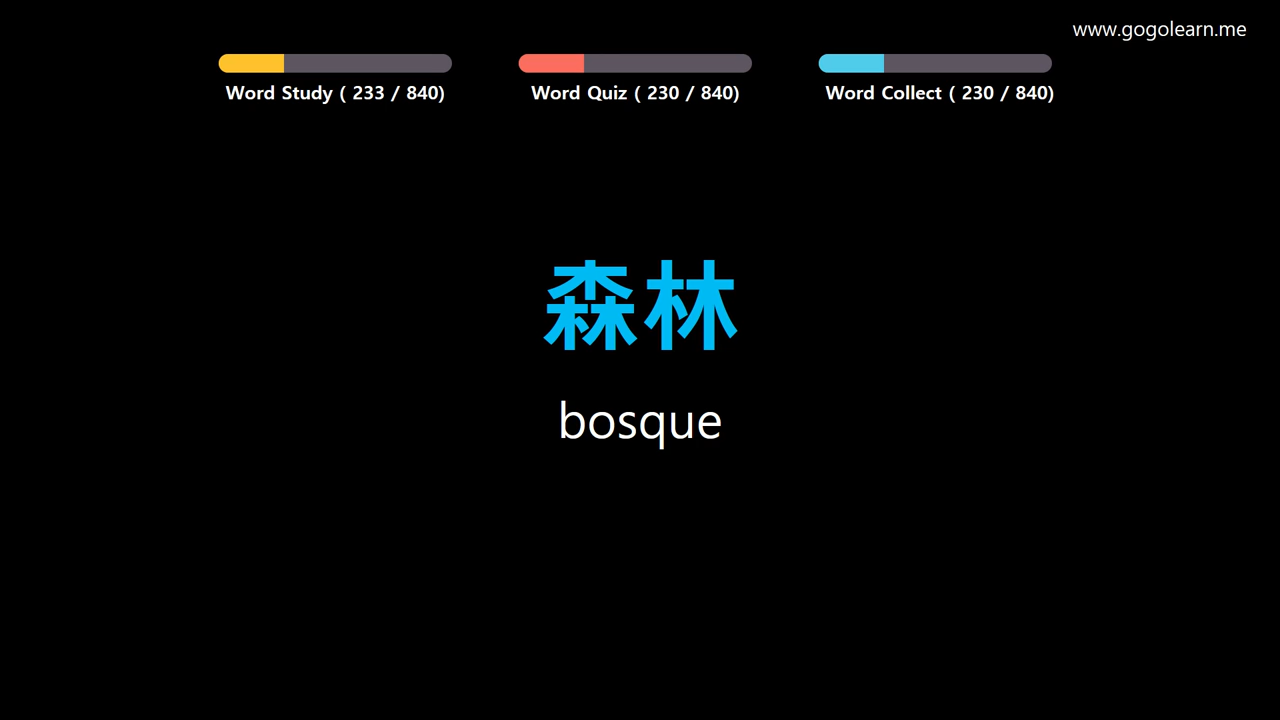 www.gogolearn.me
Word Study ( 233 / 840)
Word Quiz ( 230 / 840)
Word Collect ( 230 / 840)
森林
bosque